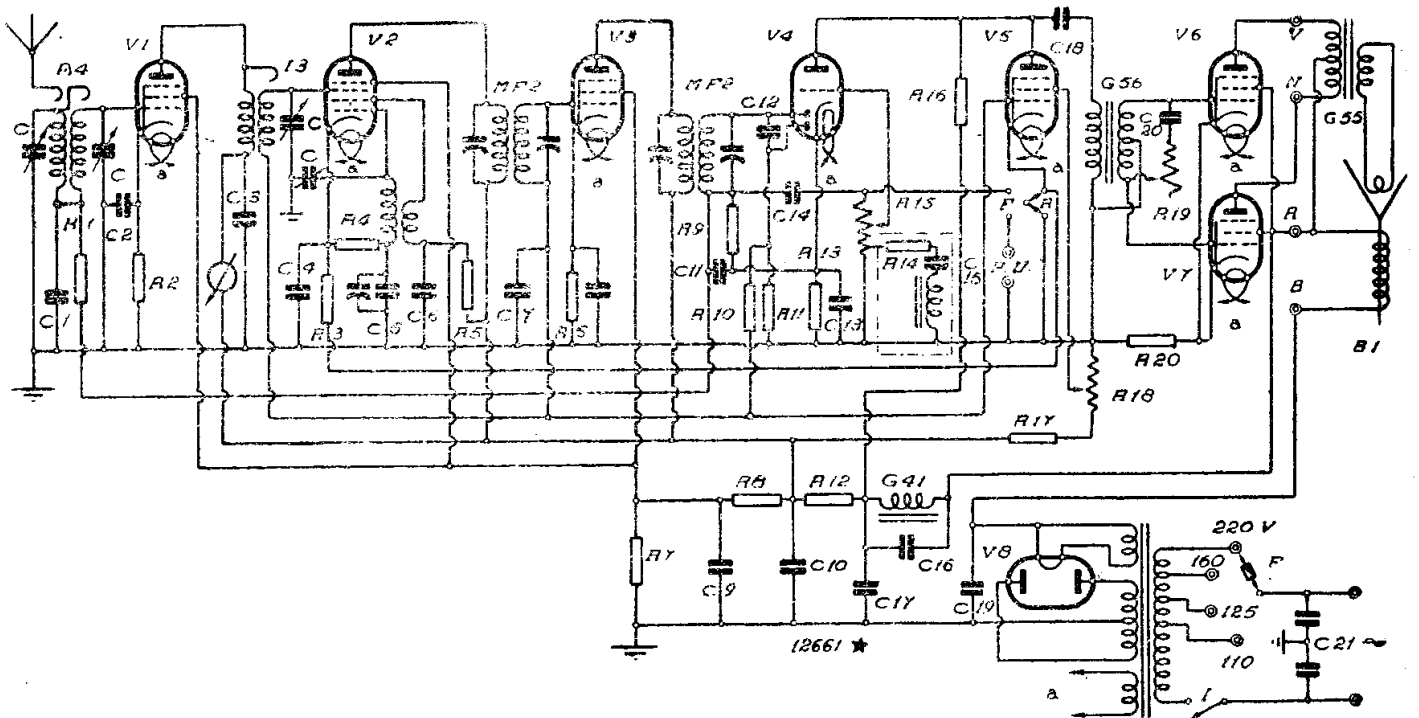 V1
V2
V3
V4
V5
V6
V
A4
13
MF2
MF2
C18
G56
N
G55
C
C
C
C
C12
R16
C20
a
a
a
a
a
a
R1
C2
R2
C3
R4
R9
C14
R15
F
R
R19
R
C1
C4
R3
C5
C6
R5
C7
R6
C11
R10
R11
R13
C13
R14
C15
P.U.
V7
a
B
R20
B1
R17
R18
R8
R12
G41
R7
C9
C10
C16
C17
C19
V8
220 V
160
125
110
F
C21 ~
12661 ★
a
I